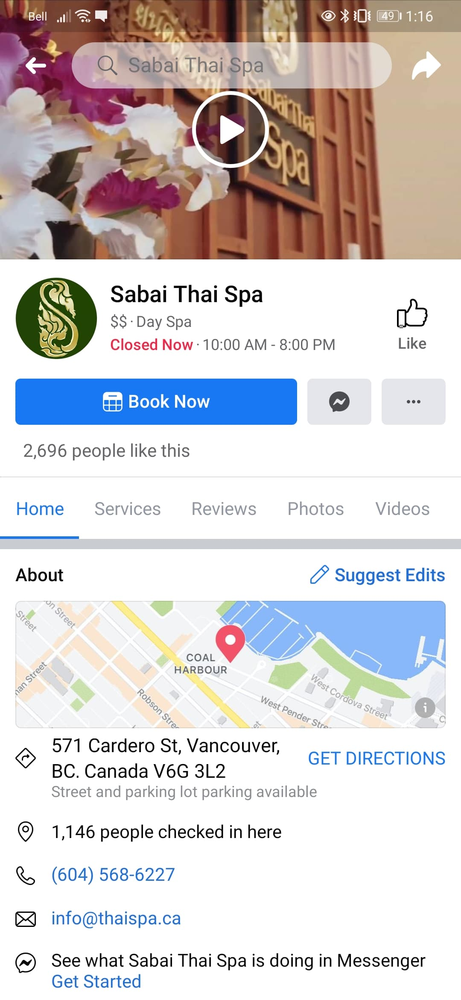 Bell
49
1:16
Sabai Thai Spa
Sabai Thai
Spa
Sabai Thai Spa
$$ · Day Spa
Closed Now · 10:00 AM - 8:00 PM
Like
Book Now
2,696 people like this
Home
Services
Reviews
Photos
Videos
About
Suggest Edits
Street
on Street
man Street
COAL
HARBOUR
Robson Stree
West Pender Stre
West Cordova Street
571 Cardero St, Vancouver,
BC. Canada V6G 3L2
GET DIRECTIONS
Street and parking lot parking available
1,146 people checked in here
(604) 568-6227
info@thaispa.ca
See what Sabai Thai Spa is doing in Messenger
Get Started